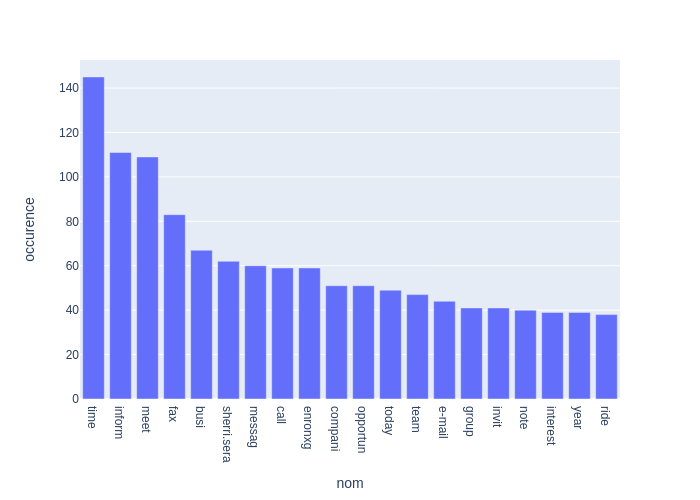 140
120
100
80
60
40
20
0
occurence
time
inform
meet
fax
busi
sherri.sera
messag
call
enronxg
compani
opportun
today
team
e-mail
group
invit
note
interest
year
ride
nom